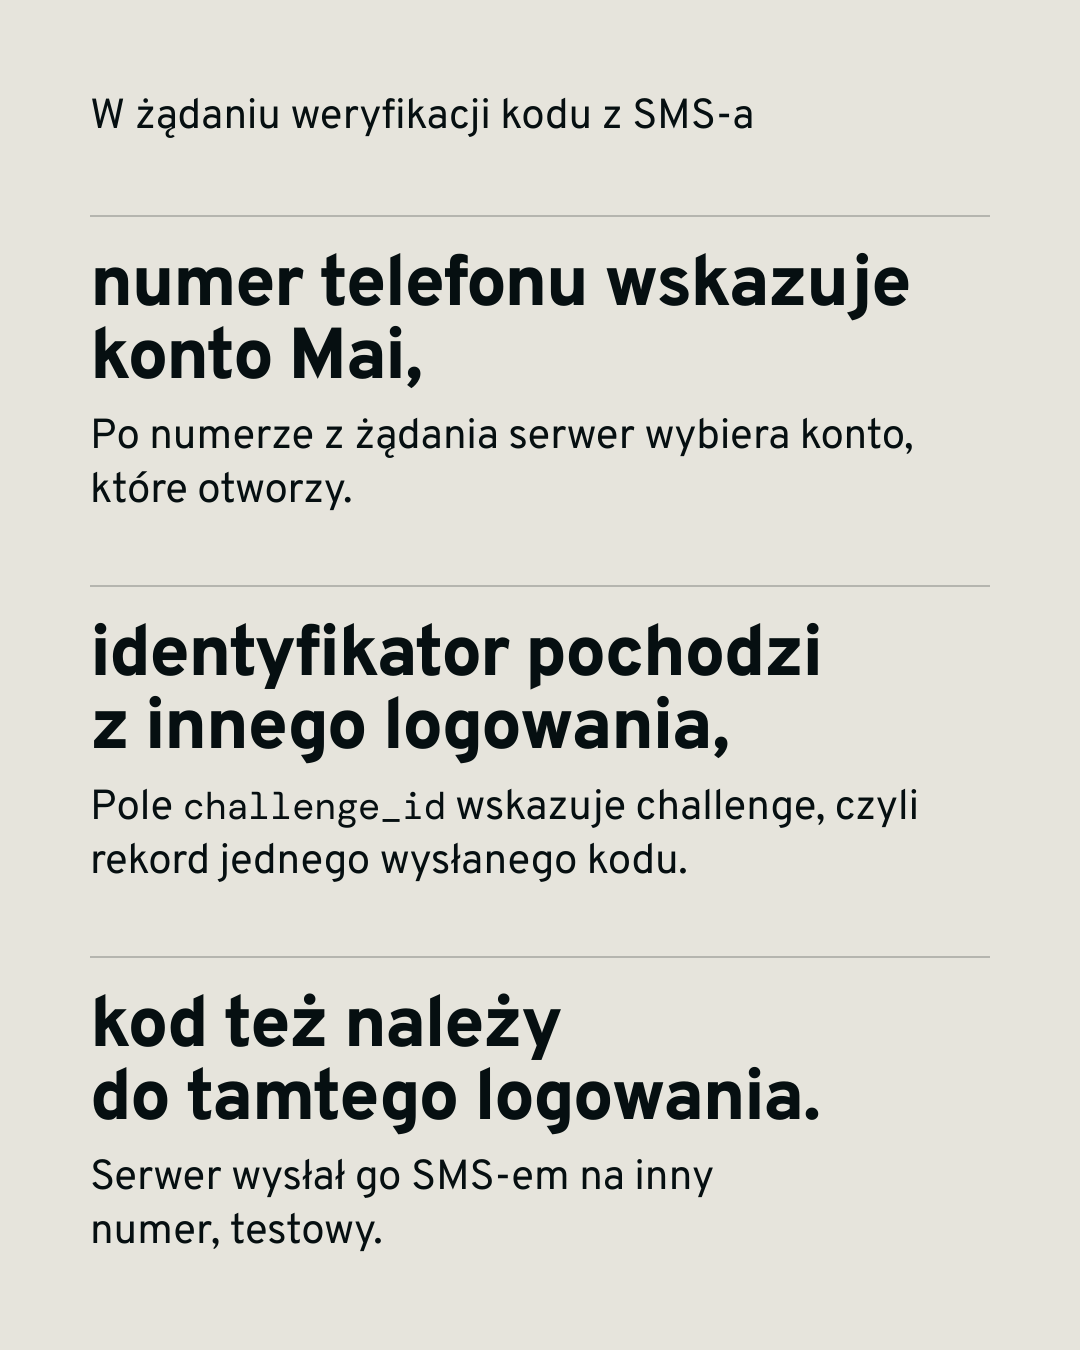 W żądaniu weryfikacji kodu z SMS-a
numer telefonu wskazuje
konto Mai,
Po numerze z żądania serwer wybiera konto,
które otworzy.
identyfikator pochodzi
z innego logowania,
Pole challenge_id wskazuje challenge, czyli
rekord jednego wysłanego kodu.
kod też należy
do tamtego logowania.
Serwer wysłał go SMS-em na inny
numer, testowy.